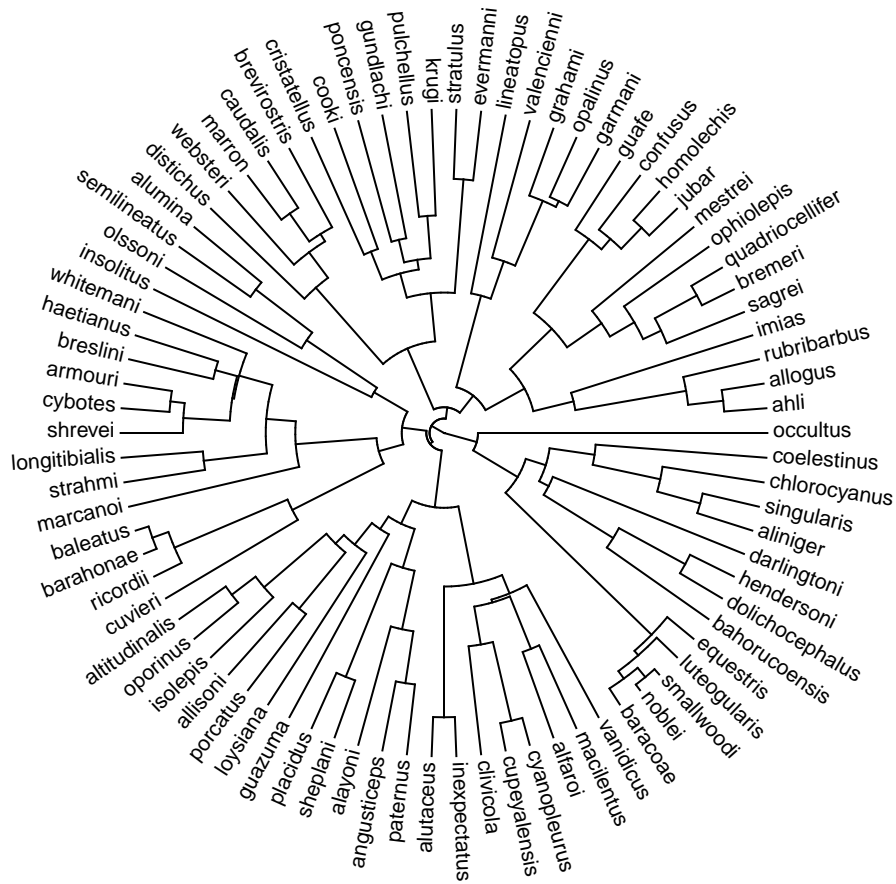 occultus
ahli
allogus
rubribarbus
imias
sagrei
bremeri
quadriocellifer
ophiolepis
mestrei
jubar
homolechis
confusus
guafe
garmani
opalinus
grahami
valencienni
lineatopus
evermanni
stratulus
krugi
pulchellus
gundlachi
poncensis
cooki
cristatellus
brevirostris
caudalis
marron
websteri
distichus
alumina
semilineatus
olssoni
insolitus
whitemani
haetianus
breslini
armouri
cybotes
shrevei
longitibialis
strahmi
marcanoi
baleatus
barahonae
ricordii
cuvieri
altitudinalis
oporinus
isolepis
allisoni
porcatus
loysiana
guazuma
placidus
sheplani
alayoni
angusticeps
paternus
alutaceus
inexpectatus
clivicola
cupeyalensis
cyanopleurus
alfaroi
macilentus
vanidicus
baracoae
noblei
smallwoodi
luteogularis
equestris
bahorucoensis
dolichocephalus
hendersoni
darlingtoni
aliniger
singularis
chlorocyanus
coelestinus